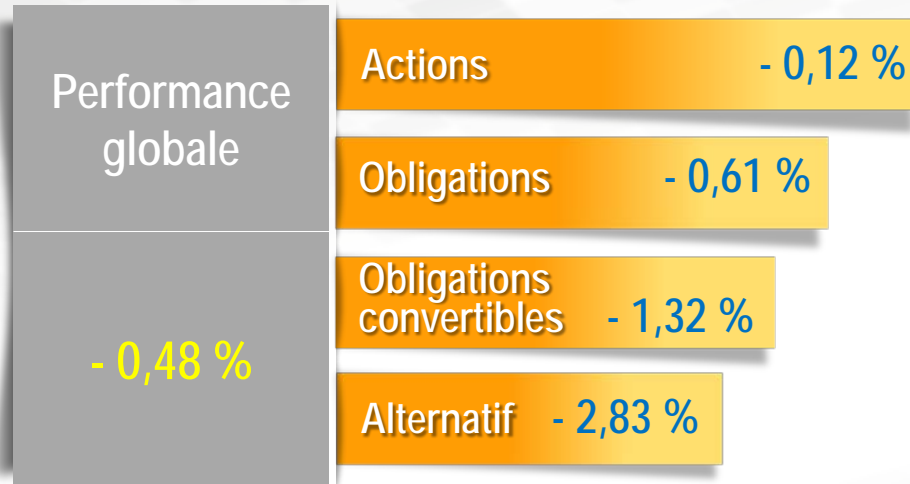 Performance
globale
- 0,48 %
Actions - 0,12 %
Obligations - 0,61 %
Obligations
convertibles - 1,32 %
Alternatif - 2,83 %